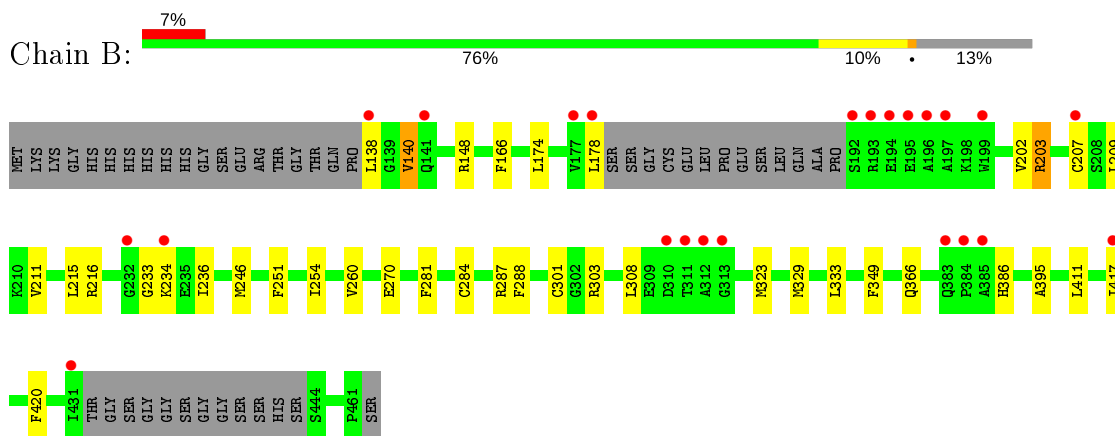 7%
Chain B:
76% 10% • 13%
MET LYS LYS GLY HIS HIS HIS HIS HIS HIS GLY SER GLU ARG THR GLY THR THR GLN PRO L138 G139 V140 Q141 R148 F166 L174 V177 L178 SER SER GLY CYS GLU LEU PRO GLU SER LEU GLN ALA PRO S192 R193 E194 E195 A196 A197 K198 W199 V202 R203 C207 S208
K210 V211 L215 R216 G232 G233 K234 E235 I236 M246 F251 I254 V260 E270 F281 C284 R287 F288 C301 G302 R303 L308 E309 D310 T311 A312 G313 M323 M329 L333 F349 Q366 Q383 P384 A385 H386 A395 L411
F420 I431 THR GLY SER GLY GLY SER GLY GLY SER SER HIS SER S444 P461 SER